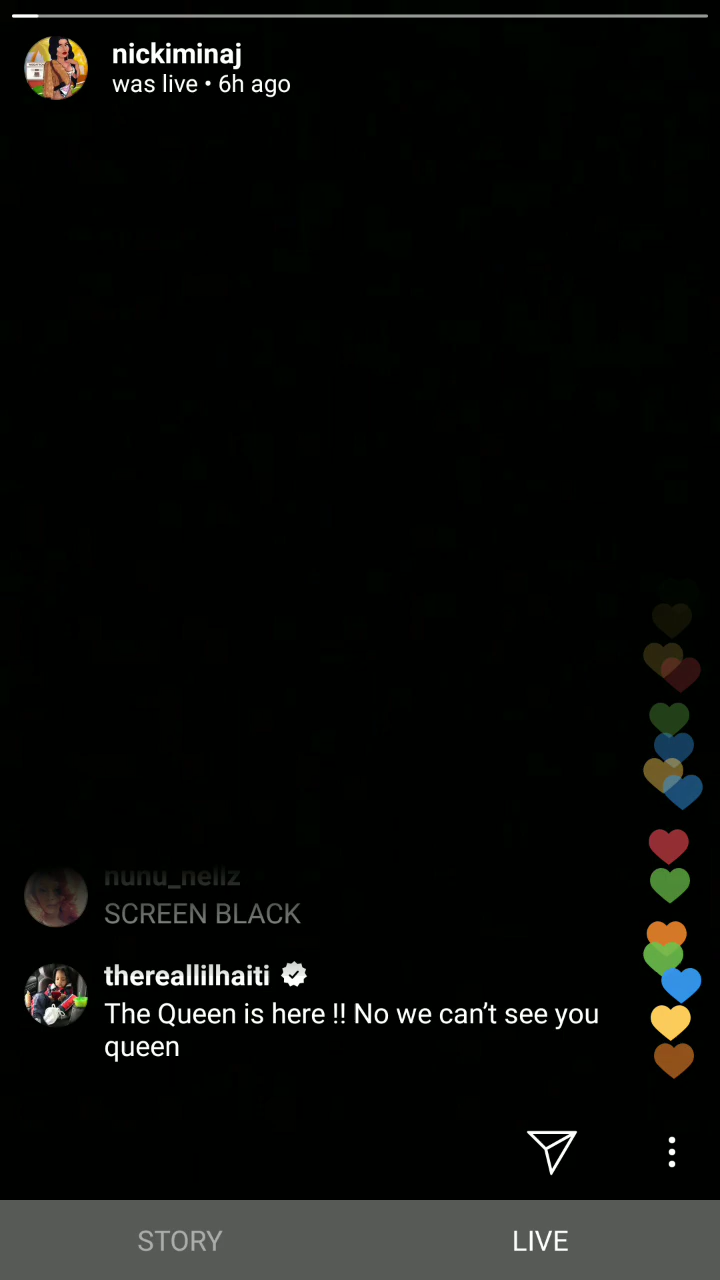 nickiminaj
was live • 6h ago
nunu_nellz
SCREEN BLACK
thereallilhaiti
The Queen is here !! No we can't see you
queen
STORY
LIVE